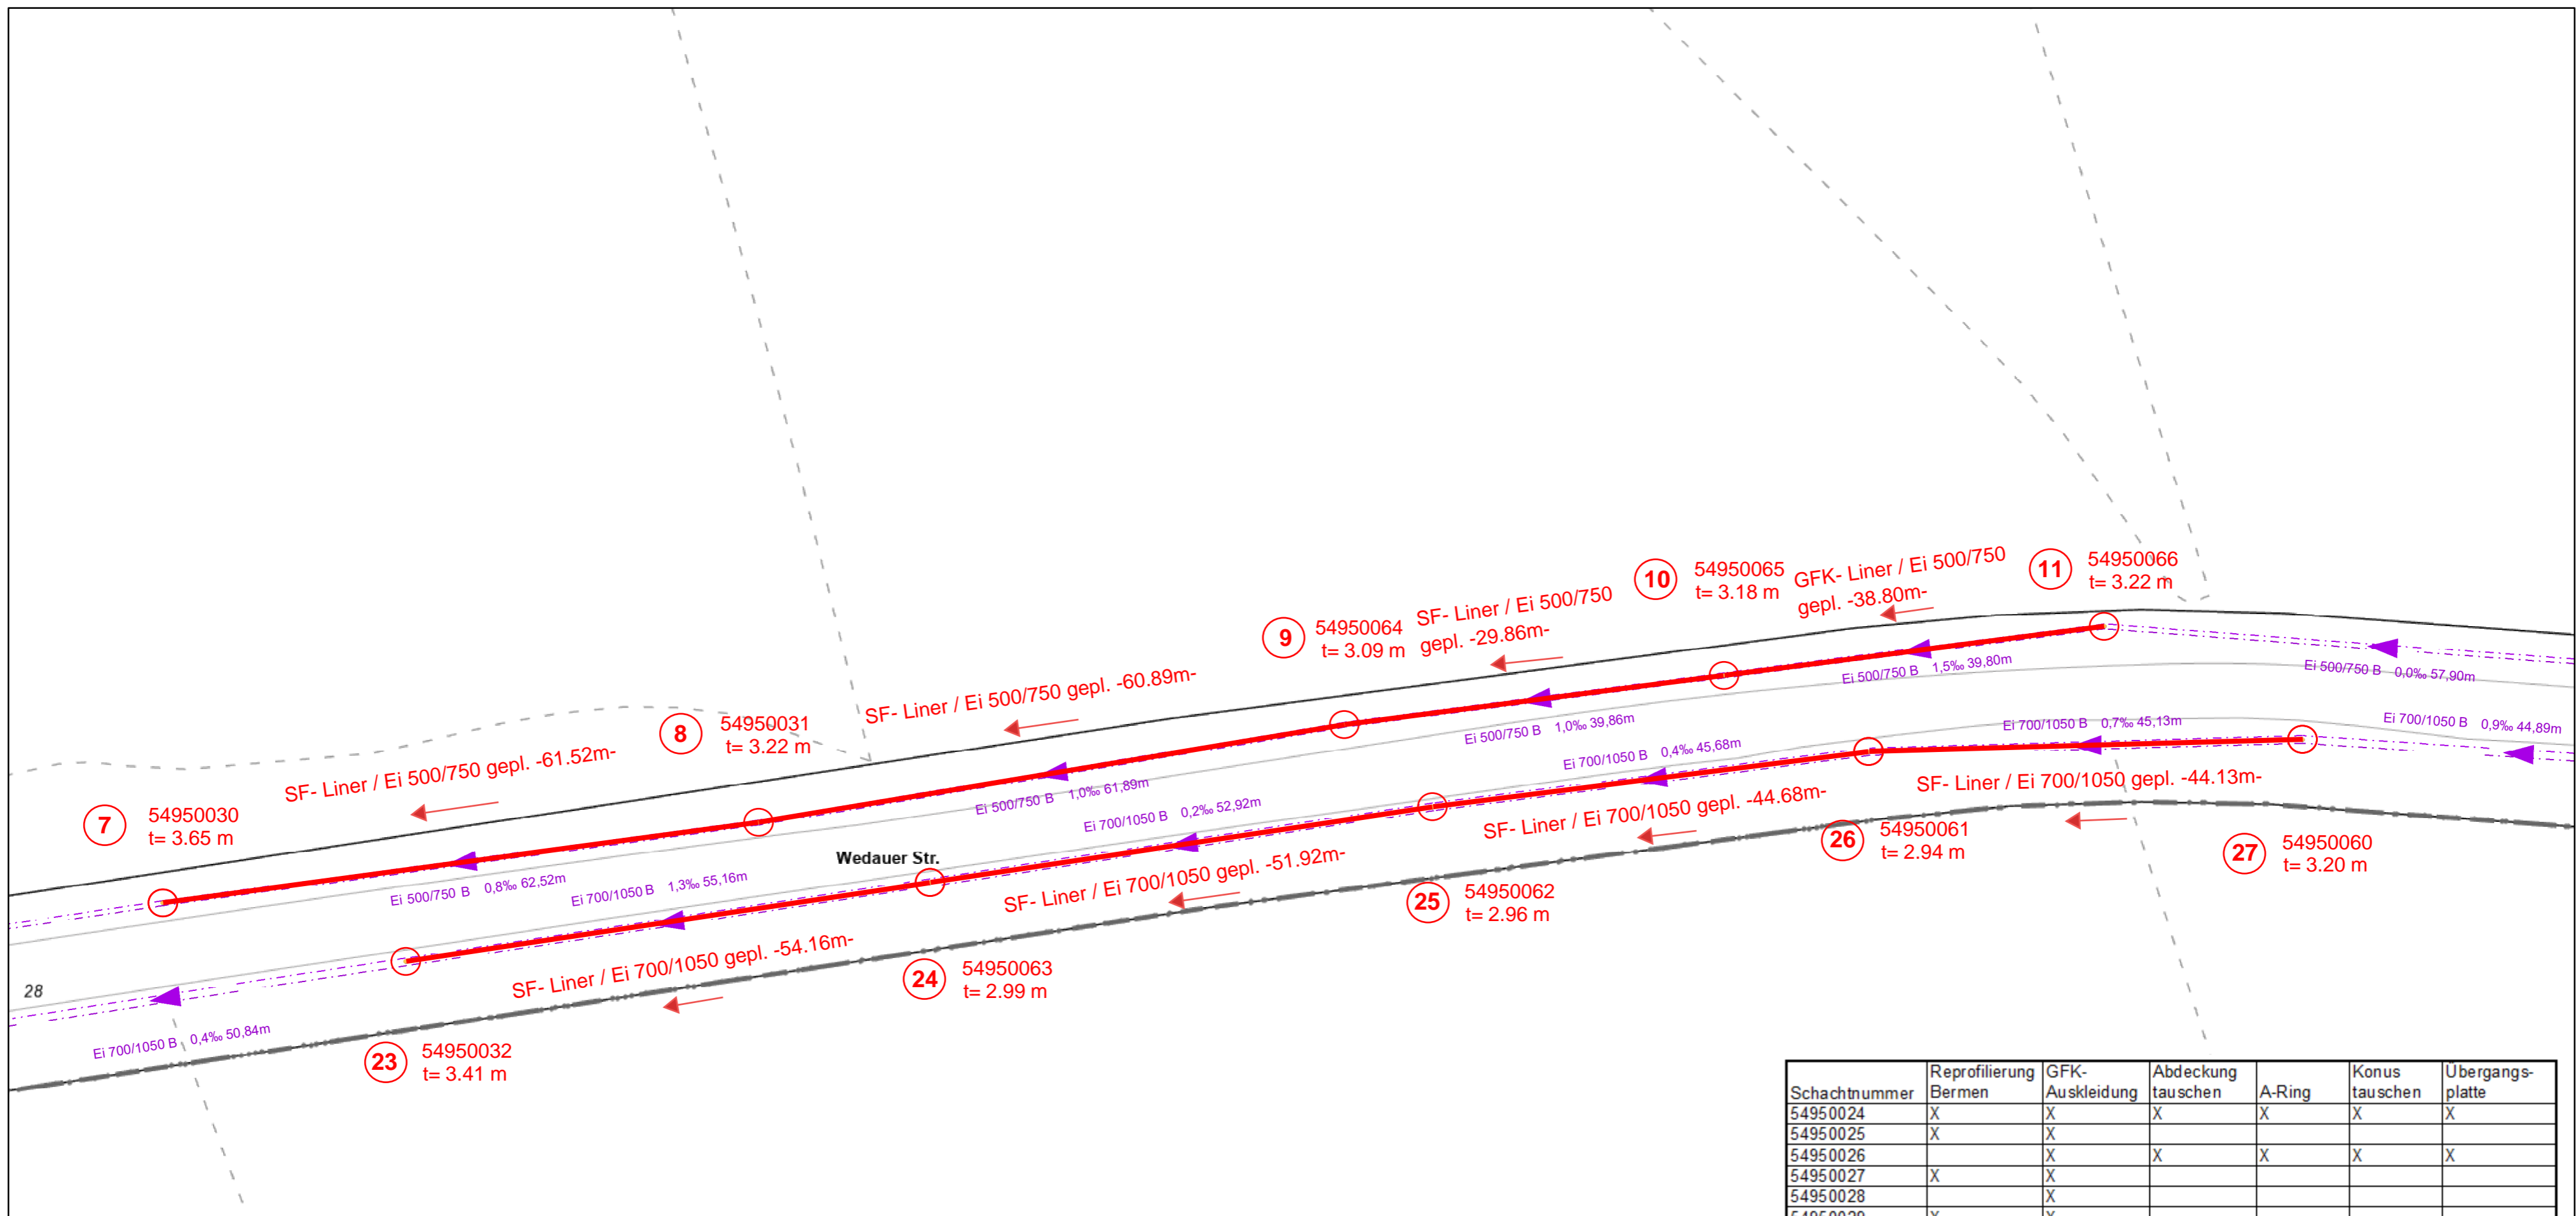 11
54950066
t= 3.22 m
GFK- Liner / Ei 500/750
gepl. -38.80m-
10
54950065
t= 3.18 m
SF- Liner / Ei 500/750
gepl. -29.86m-
9
54950064
t= 3.09 m
SF- Liner / Ei 500/750 gepl. -60.89m-
8
54950031
t= 3.22 m
SF- Liner / Ei 500/750 gepl. -61.52m-
7
54950030
t= 3.65 m
Ei 500/750 B 0,0‰ 57,90m
Ei 500/750 B 1,5‰ 39,80m
Ei 500/750 B 1,0‰ 39,86m
Ei 500/750 B 1,0‰ 61,89m
Ei 500/750 B 0,8‰ 62,52m
Ei 700/1050 B 0,9‰ 44,89m
Ei 700/1050 B 0,7‰ 45,13m
Ei 700/1050 B 0,4‰ 45,68m
Ei 700/1050 B 0,2‰ 52,92m
Ei 700/1050 B 1,3‰ 55,16m
Ei 700/1050 B 0,4‰ 50,84m
Wedauer Str.
28
SF- Liner / Ei 700/1050 gepl. -44.13m-
SF- Liner / Ei 700/1050 gepl. -44.68m-
SF- Liner / Ei 700/1050 gepl. -51.92m-
SF- Liner / Ei 700/1050 gepl. -54.16m-
27
54950060
t= 3.20 m
26
54950061
t= 2.94 m
25
54950062
t= 2.96 m
24
54950063
t= 2.99 m
23
54950032
t= 3.41 m
Schachtnummer Reprofilierung Bermen GFK-Auskleidung Abdeckung tauschen A-Ring Konus tauschen Übergangs-platte
54950024 X X X X X X
54950025 X X
54950026 X X X X X
54950027 X X
54950028 X